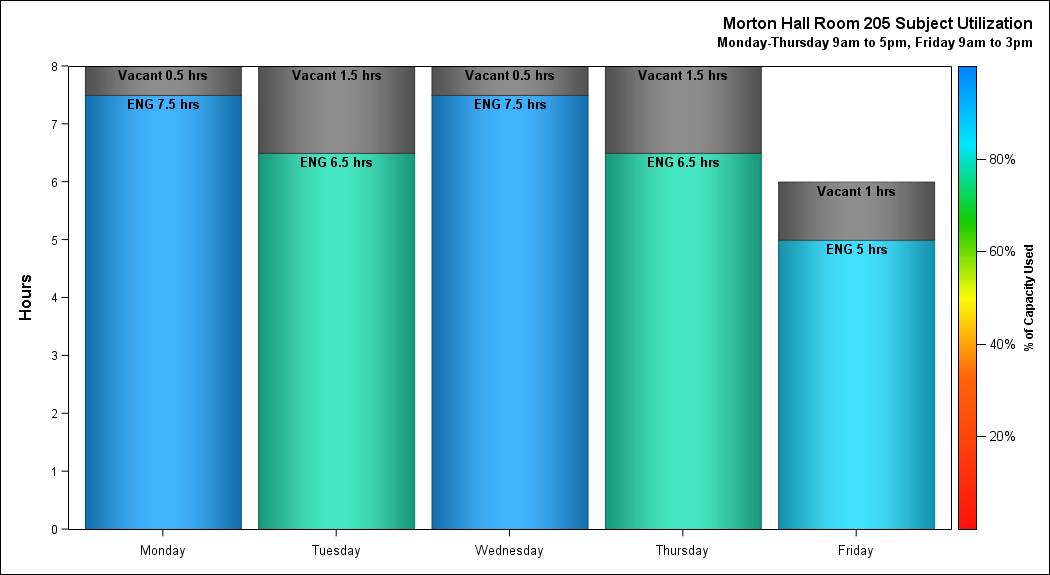 Morton Hall Room 205 Subject Utilization
Monday-Thursday 9am to 5pm, Friday 9am to 3pm
Hours
8
7
6
5
4
3
2
1
0
Vacant 0.5 hrs
ENG 7.5 hrs
Vacant 1.5 hrs
ENG 6.5 hrs
Vacant 0.5 hrs
ENG 7.5 hrs
Vacant 1.5 hrs
ENG 6.5 hrs
Vacant 1 hrs
ENG 5 hrs
Monday
Tuesday
Wednesday
Thursday
Friday
80%
60%
40%
20%
% of Capacity Used